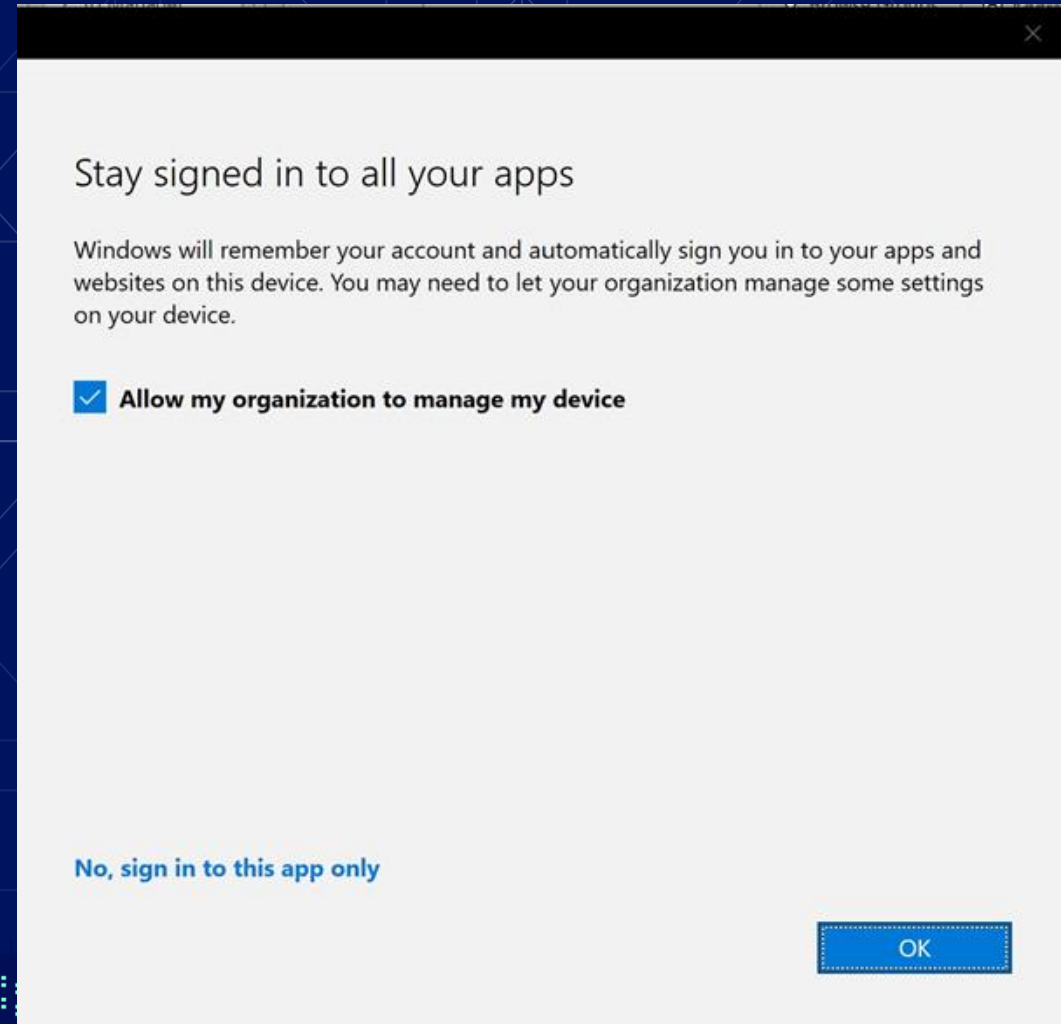 Stay signed in to all your apps
Windows will remember your account and automatically sign you in to your apps and
websites on this device. You may need to let your organization manage some settings
on your device.
Allow my organization to manage my device
No, sign in to this app only
OK